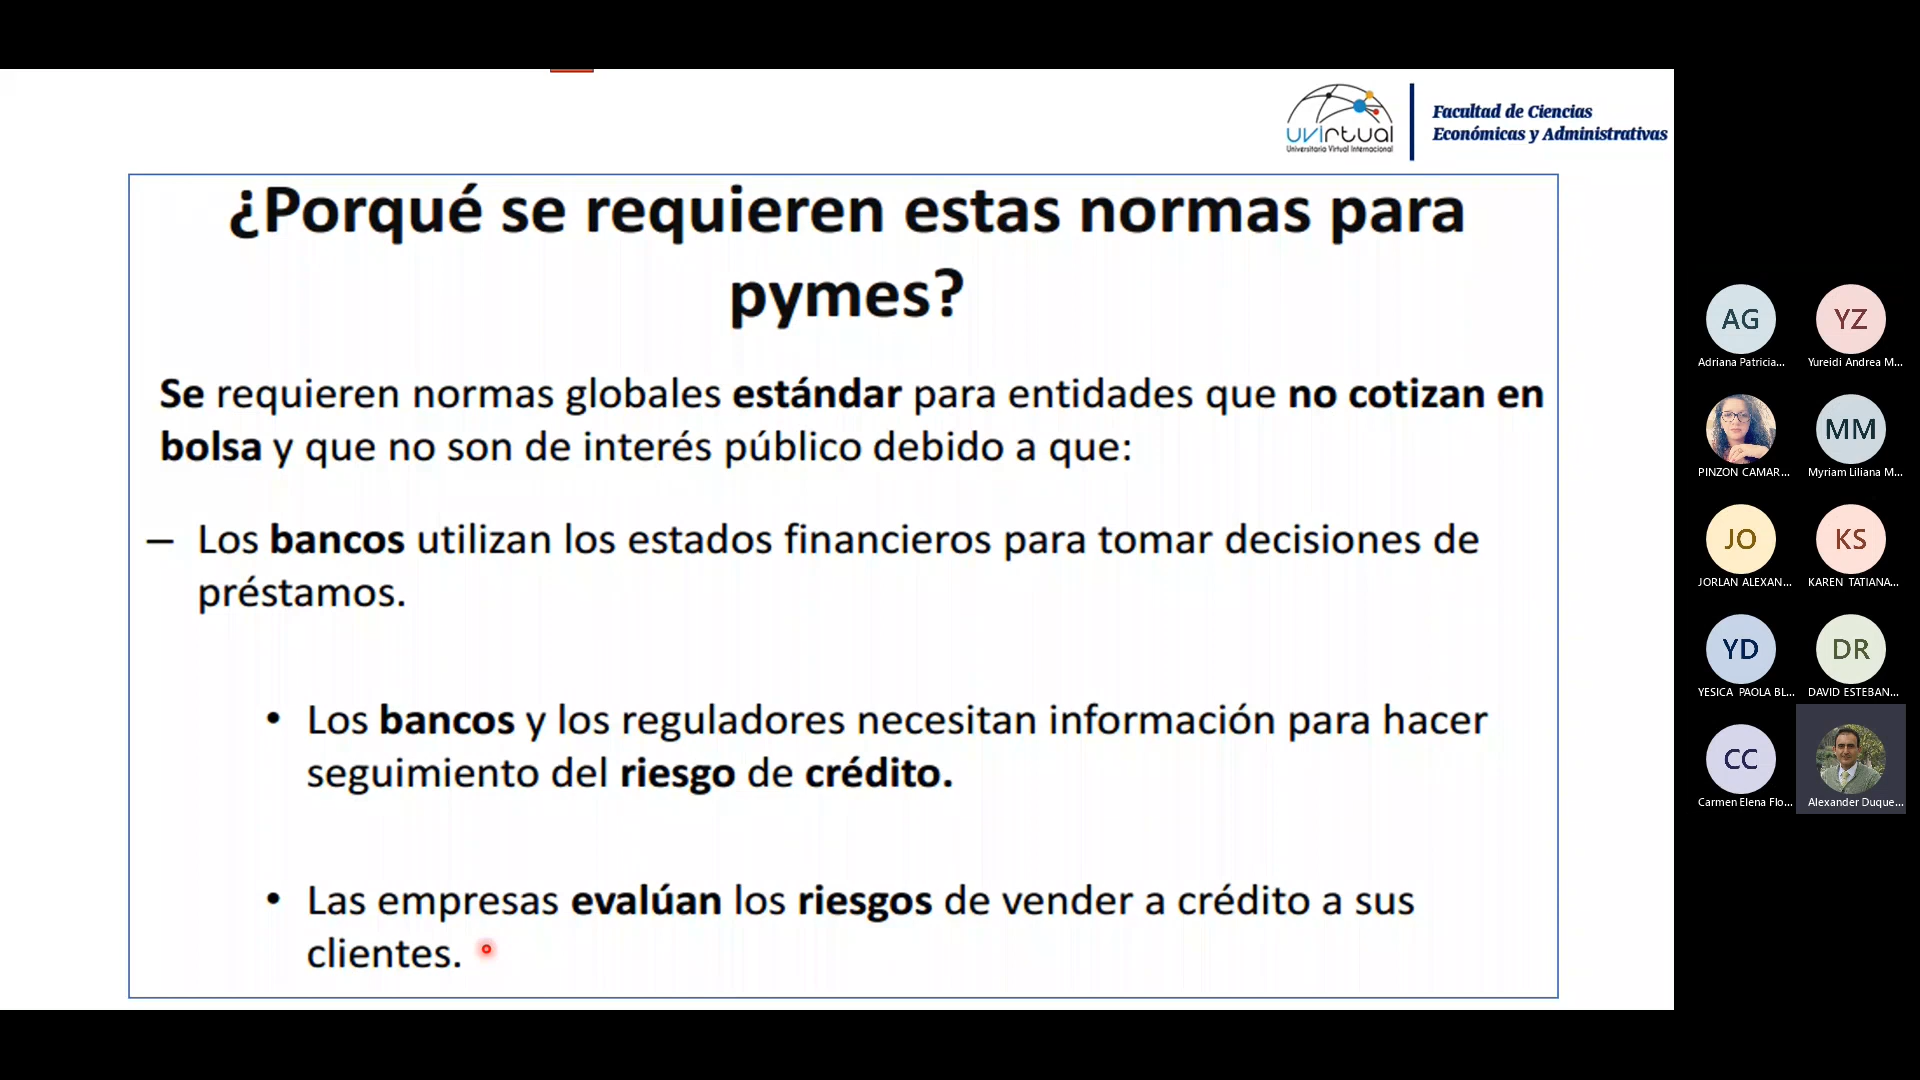 uvirtual
Universitaria Virtual Internacional
Facultad de Ciencias
Económicas y Administrativas
¿Porqué se requieren estas normas para
pymes?
Se requieren normas globales estándar para entidades que no cotizan en
bolsa y que no son de interés público debido a que:
– Los bancos utilizan los estados financieros para tomar decisiones de
préstamos.
• Los bancos y los reguladores necesitan información para hacer
seguimiento del riesgo de crédito.
• Las empresas evalúan los riesgos de vender a crédito a sus
clientes.
AG
Adriana Patricia...
YZ
Yureidi Andrea M...
PINZON CAMAR...
MM
Myriam Liliana M...
JO
JORLAN ALEXAN...
KS
KAREN TATIANA...
YD
YESICA PAOLA BL...
DR
DAVID ESTEBAN...
CC
Carmen Elena Flo...
Alexander Duque...